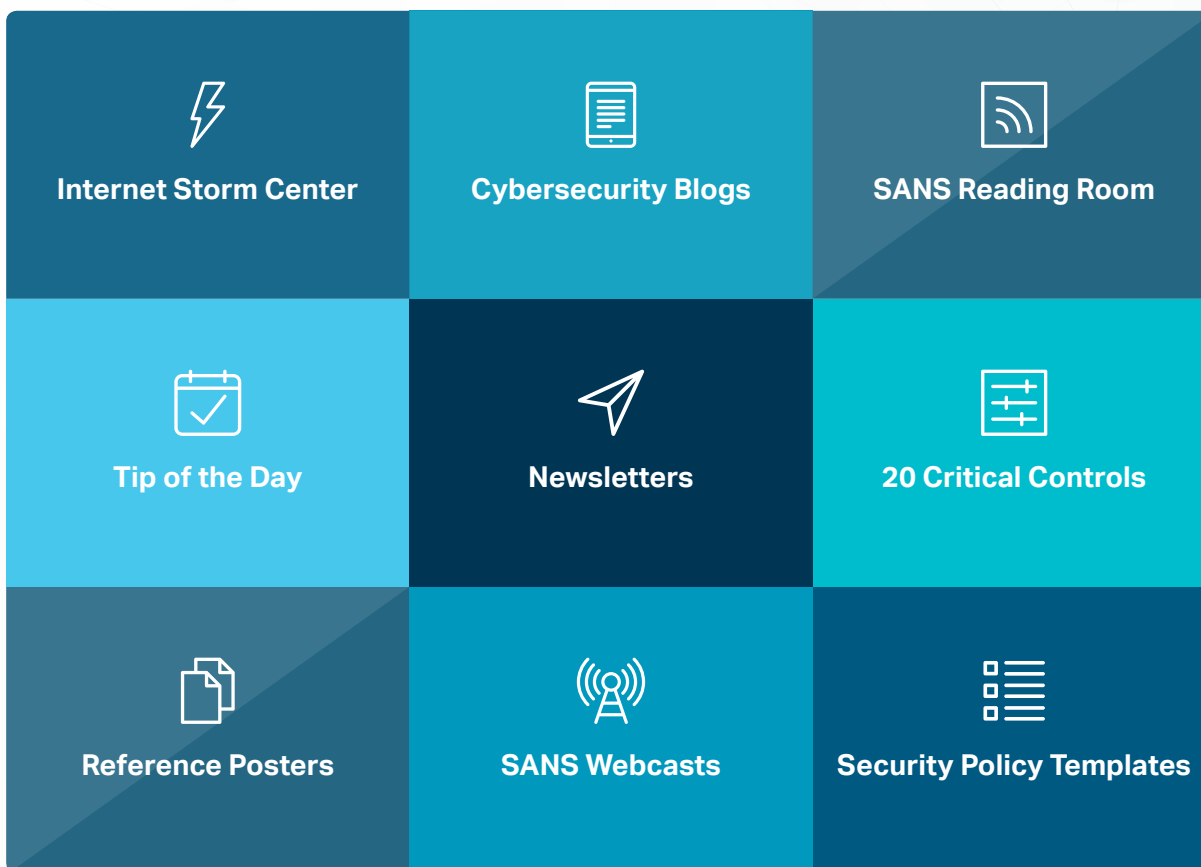 Internet Storm Center
Cybersecurity Blogs
SANS Reading Room
Tip of the Day
Newsletters
20 Critical Controls
Reference Posters
SANS Webcasts
Security Policy Templates